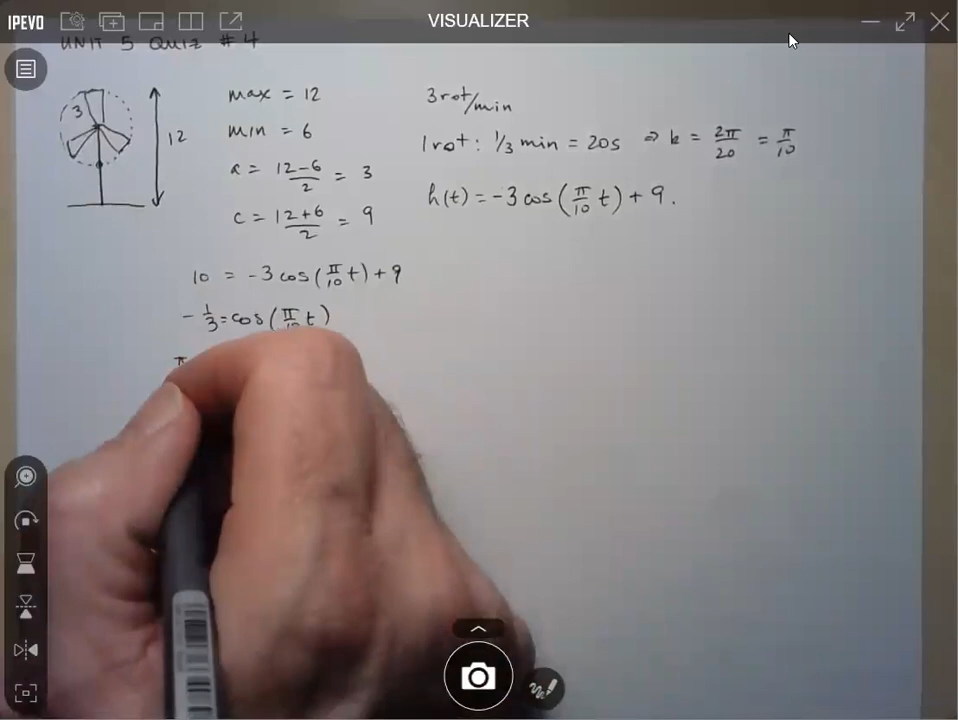 IPEVO
VISUALIZER
UNIT 5 QUIZ #4
3
12
max = 12
min = 6
a = 12-6/2 = 3
c = 12+6/2 = 9
3rot/min
1 rot: 1/3 min = 20s ⇒ k = 2π/20 = π/10
h(t) = -3 cos(π/10 t) + 9.
10 = -3 cos(π/10 t) + 9
-1/3 = cos(π/10 t)
π